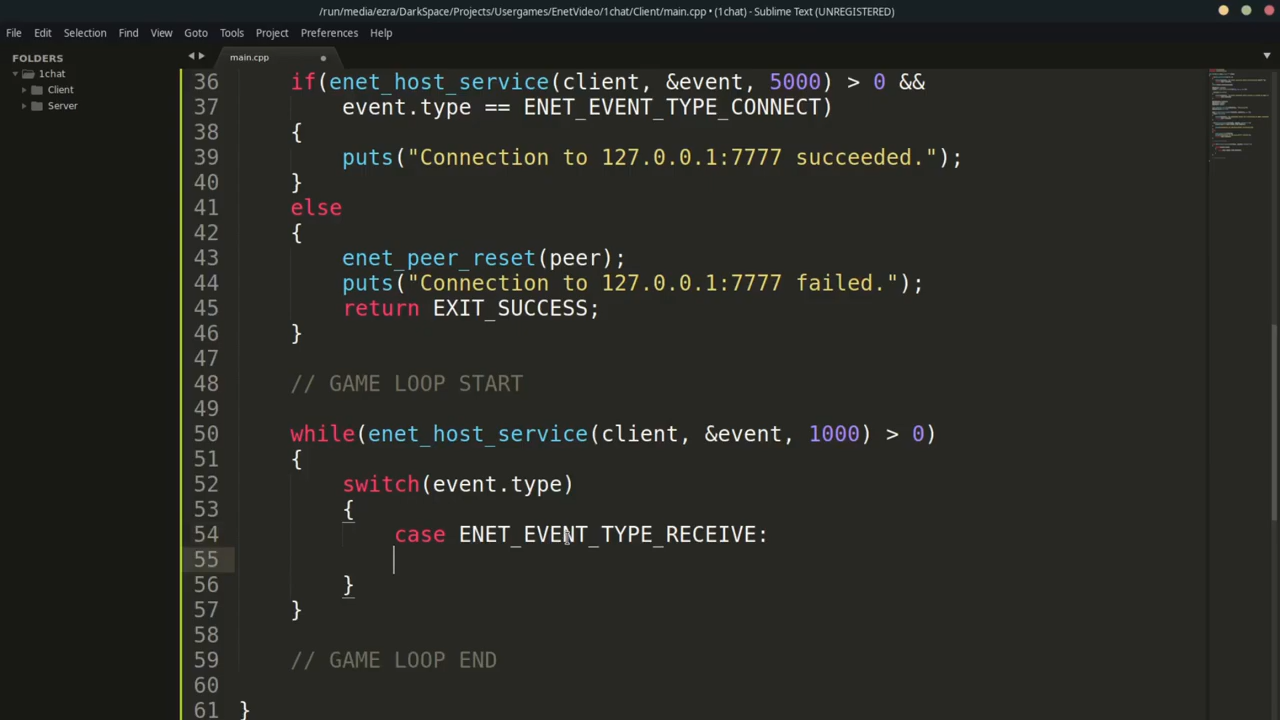 /run/media/ezra/DarkSpace/Projects/Usergames/EnetVideo/1chat/Client/main.cpp • (1chat) - Sublime Text (UNREGISTERED)
File Edit Selection Find View Goto Tools Project Preferences Help
FOLDERS
1chat
Client
Server
main.cpp
36 if(enet_host_service(client, &event, 5000) > 0 &&
37 event.type == ENET_EVENT_TYPE_CONNECT)
38 {
39 puts("Connection to 127.0.0.1:7777 succeeded.");
40 }
41 else
42 {
43 enet_peer_reset(peer);
44 puts("Connection to 127.0.0.1:7777 failed.");
45 return EXIT_SUCCESS;
46 }
47
48 // GAME LOOP START
49
50 while(enet_host_service(client, &event, 1000) > 0)
51 {
52 switch(event.type)
53 {
54 case ENET_EVENT_TYPE_RECEIVE:
55
56 }
57 }
58
59 // GAME LOOP END
60
61 }